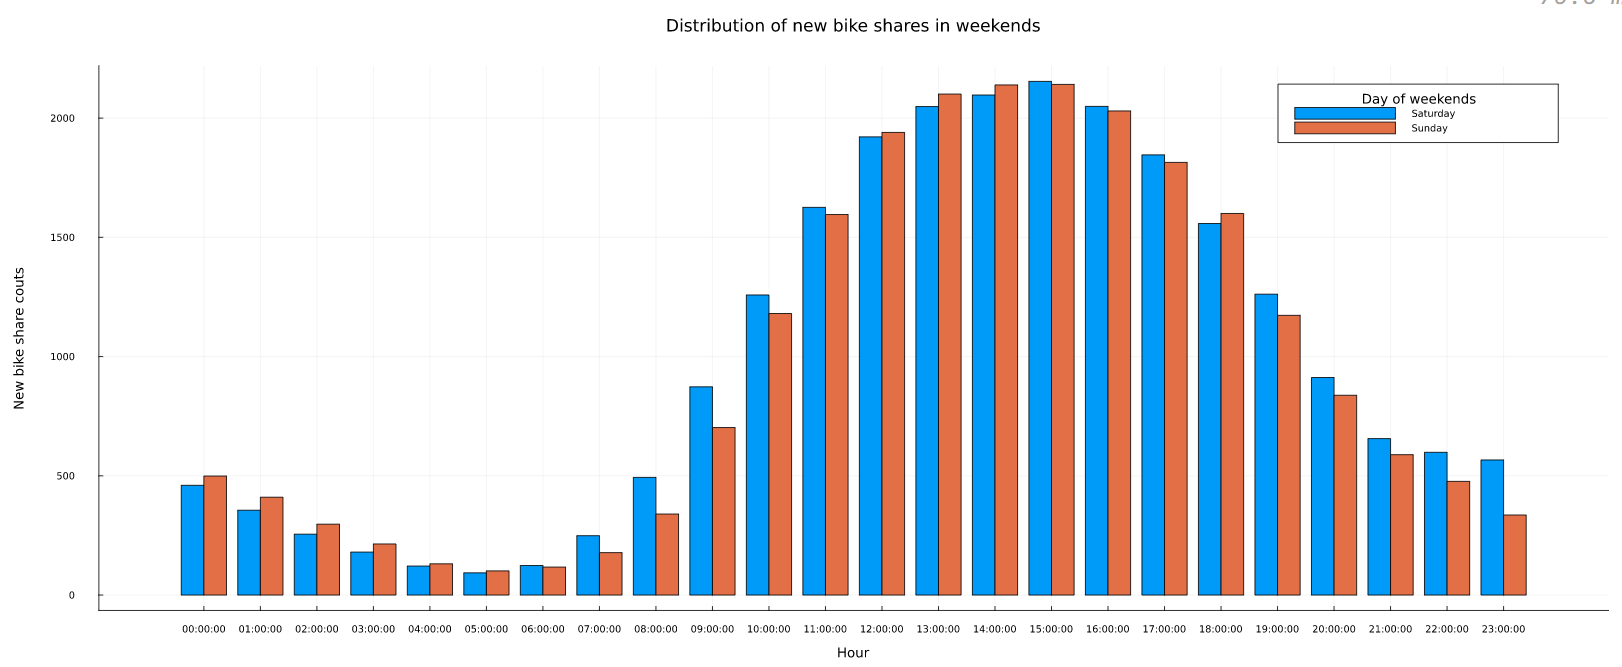 Distribution of new bike shares in weekends
Day of weekends
Saturday
Sunday
New bike share couts
2000
1500
1000
500
0
00:00:00 01:00:00 02:00:00 03:00:00 04:00:00 05:00:00 06:00:00 07:00:00 08:00:00 09:00:00 10:00:00 11:00:00 12:00:00 13:00:00 14:00:00 15:00:00 16:00:00 17:00:00 18:00:00 19:00:00 20:00:00 21:00:00 22:00:00 23:00:00
Hour